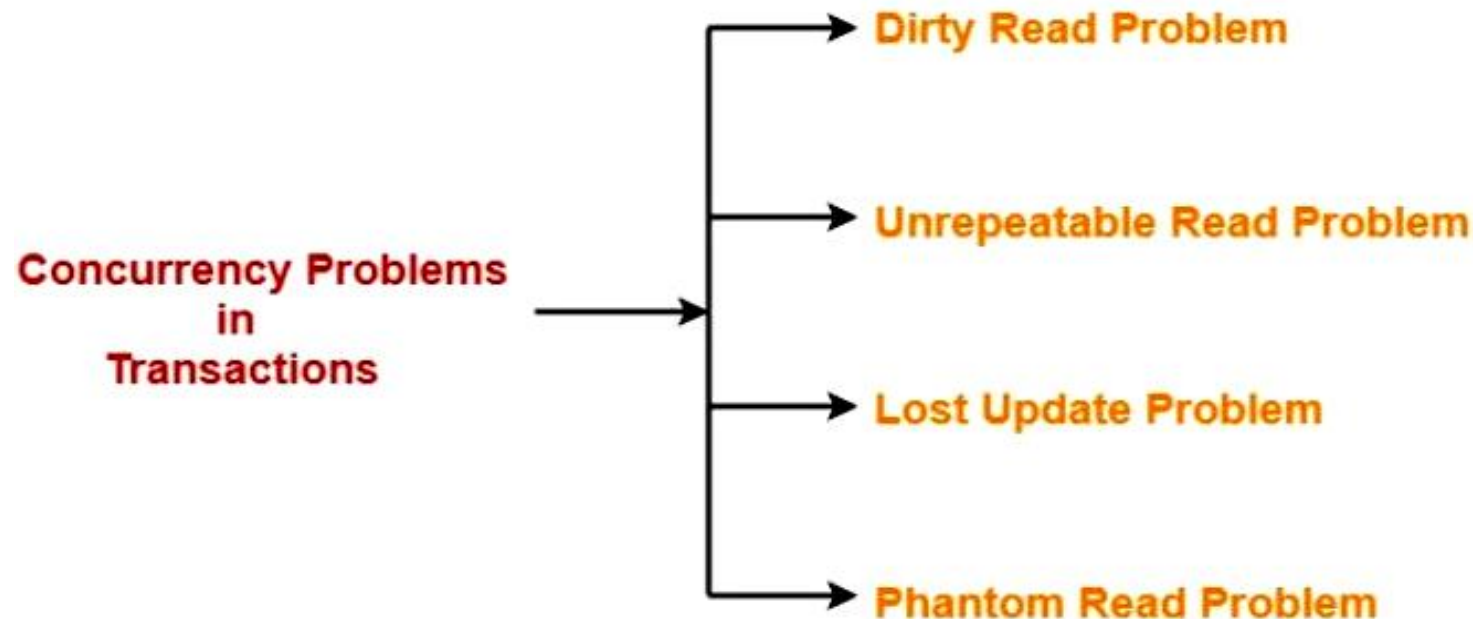 Concurrency Problems
in
Transactions
Dirty Read Problem
Unrepeatable Read Problem
Lost Update Problem
Phantom Read Problem